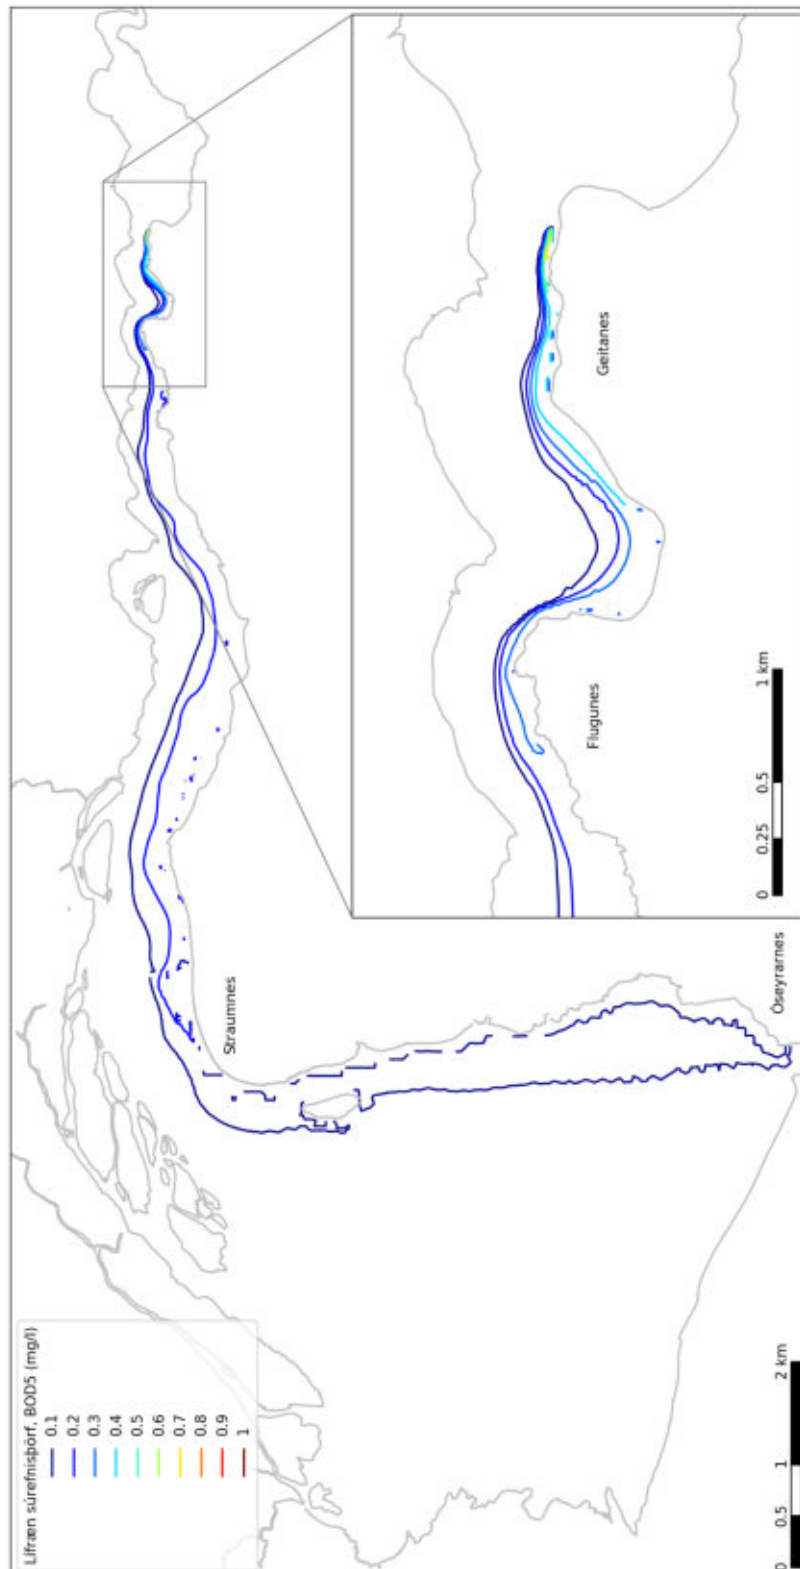 Lífræn súrefnisþörf, BOD5 (mg/l)
0.1
0.2
0.3
0.4
0.5
0.6
0.7
0.8
0.9
1
Straumnes
Óseyrarnes
Flugunes
Geitanes
0 0.25 0.5 1 km
0 0.5 1 2 km